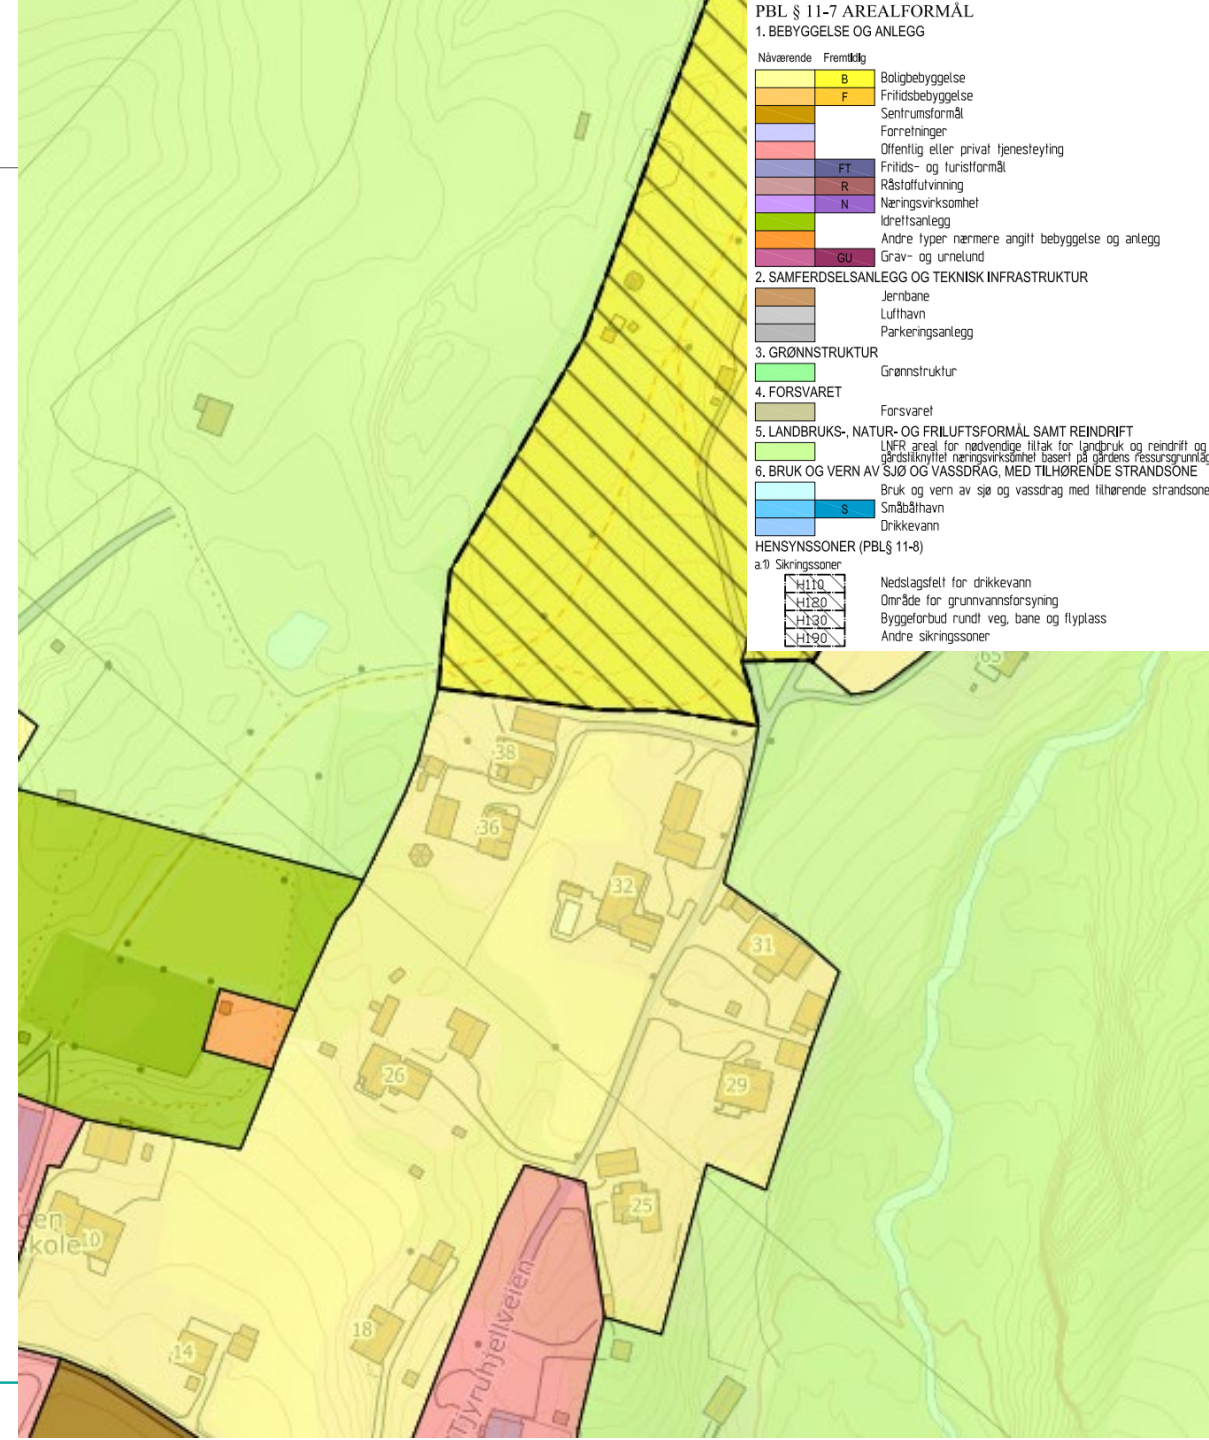 PBL § 11-7 AREALFORMÅL
1. BEBYGGELSE OG ANLEGG
Nåværende Fremtidig
B Boligbebyggelse
F Fritidsbebyggelse
Sentrumsformål
Forretninger
Offentlig eller privat tjenesteyting
FT Fritids- og turistformål
R Råstoffutvinning
N Næringsvirksomhet
Idrettsanlegg
Andre typer nærmere angitt bebyggelse og anlegg
GU Grav- og urnelund
2. SAMFERDSELSANLEGG OG TEKNISK INFRASTRUKTUR
Jernbane
Lufthavn
Parkeringsanlegg
3. GRØNNSTRUKTUR
Grønnstruktur
4. FORSVARET
Forsvaret
5. LANDBRUKS-, NATUR- OG FRILUFTSFORMÅL SAMT REINDRIFT
LNFR areal for nødvendige tiltak for landbruk og reindrift og
gårdstilknyttet næringsvirksomhet basert på gårdens ressursgrunnlag
6. BRUK OG VERN AV SJØ OG VASSDRAG, MED TILHØRENDE STRANDSONE
Bruk og vern av sjø og vassdrag med tilhørende strandsone
S Småbåthavn
Drikkevann
HENSYNSSONER (PBL§ 11-8)
a.1) Sikringssoner
H110 Nedslagsfelt for drikkevann
H120 Område for grunnvannsforsyning
H130 Byggeforbud rundt veg, bane og flyplass
H190 Andre sikringssoner
65
38
36
32
31
26
29
25
den
skole 10
18
14
Tjyruhjellveien